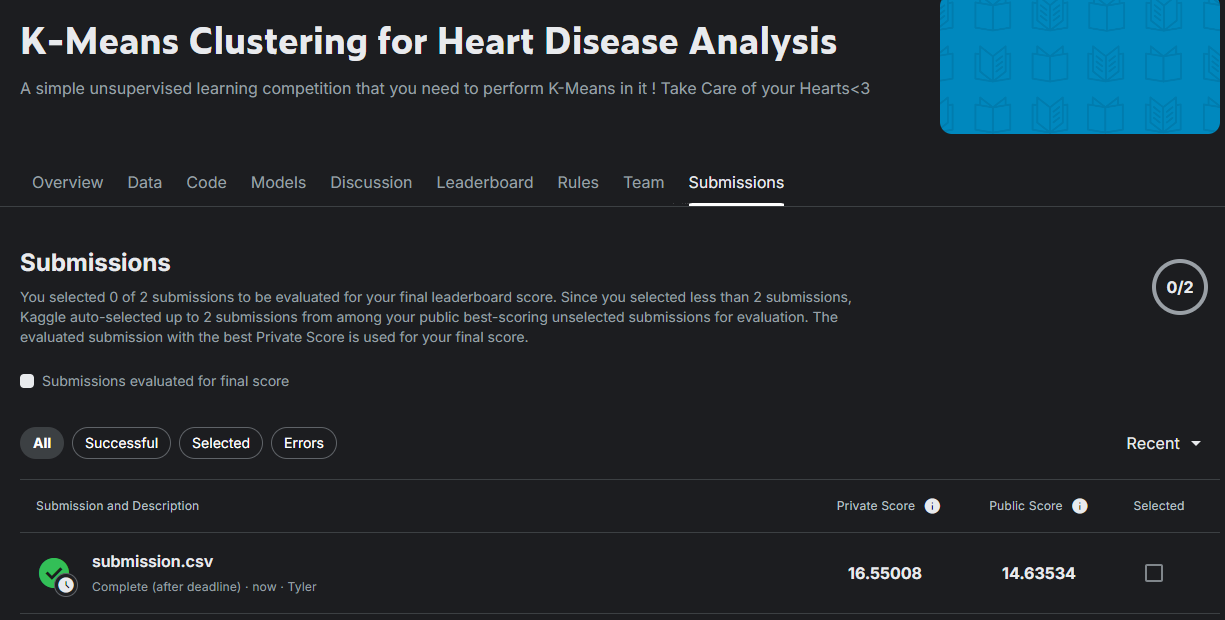 K-Means Clustering for Heart Disease Analysis
A simple unsupervised learning competition that you need to perform K-Means in it ! Take Care of your Hearts<3
Overview Data Code Models Discussion Leaderboard Rules Team Submissions
Submissions
You selected 0 of 2 submissions to be evaluated for your final leaderboard score. Since you selected less than 2 submissions,
Kaggle auto-selected up to 2 submissions from among your public best-scoring unselected submissions for evaluation. The
evaluated submission with the best Private Score is used for your final score.
0/2
Submissions evaluated for final score
All Successful Selected Errors Recent
Submission and Description Private Score i Public Score i Selected
submission.csv
Complete (after deadline) · now · Tyler
16.55008 14.63534